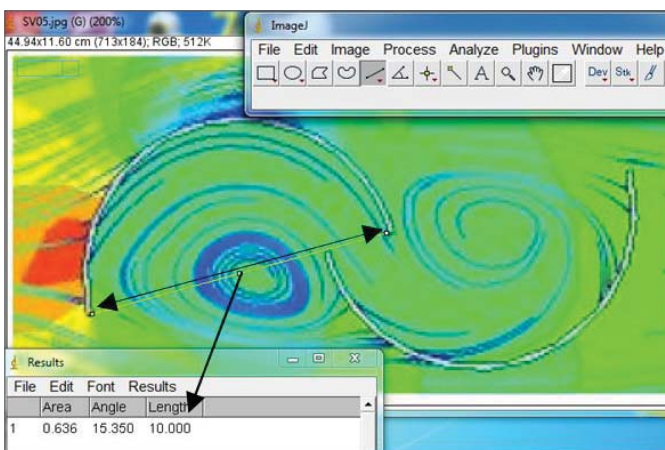 SV05.jpg (G) (200%)
44.94x11.60 cm (713x184); RGB; 512K
ImageJ
File Edit Image Process Analyze Plugins Window Help
A Dev Stk
Results
File Edit Font Results
Area Angle Length
1 0.636 15.350 10.000